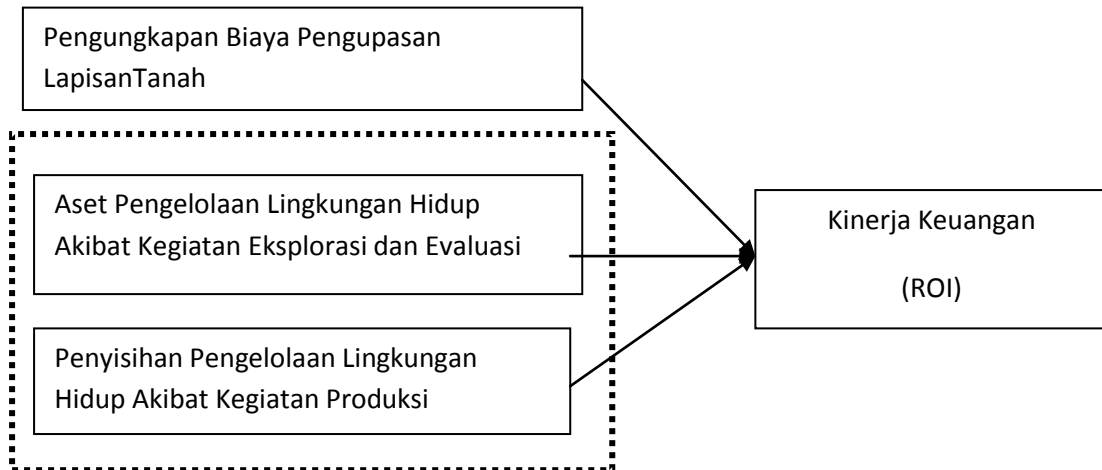 Pengungkapan Biaya Pengupasan
LapisanTanah
Aset Pengelolaan Lingkungan Hidup
Akibat Kegiatan Eksplorasi dan Evaluasi
Penyisihan Pengelolaan Lingkungan
Hidup Akibat Kegiatan Produksi
Kinerja Keuangan
(ROI)